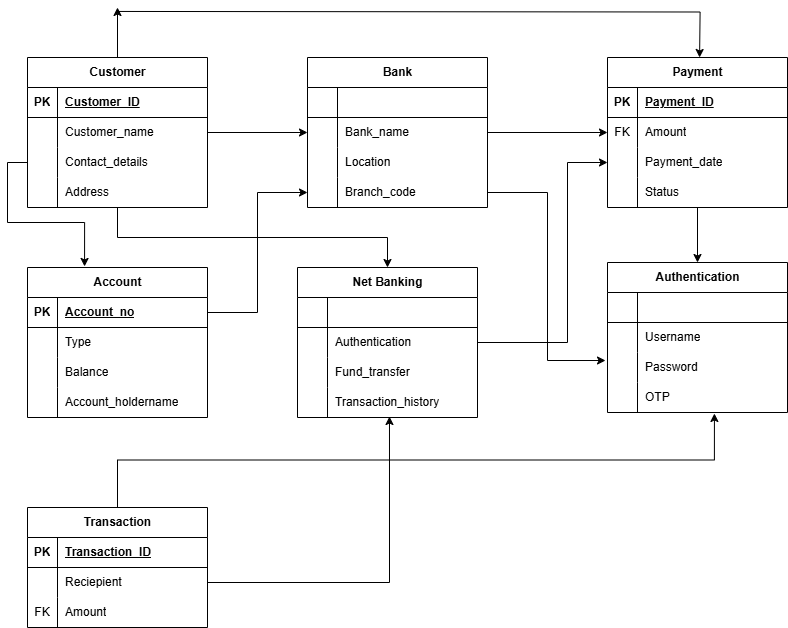 Customer
PK Customer_ID
Customer_name
Contact_details
Address
Bank
Bank_name
Location
Branch_code
Payment
PK Payment_ID
FK Amount
Payment_date
Status
Account
PK Account_no
Type
Balance
Account_holdername
Net Banking
Authentication
Fund_transfer
Transaction_history
Authentication
Username
Password
OTP
Transaction
PK Transaction_ID
Reciepient
FK Amount